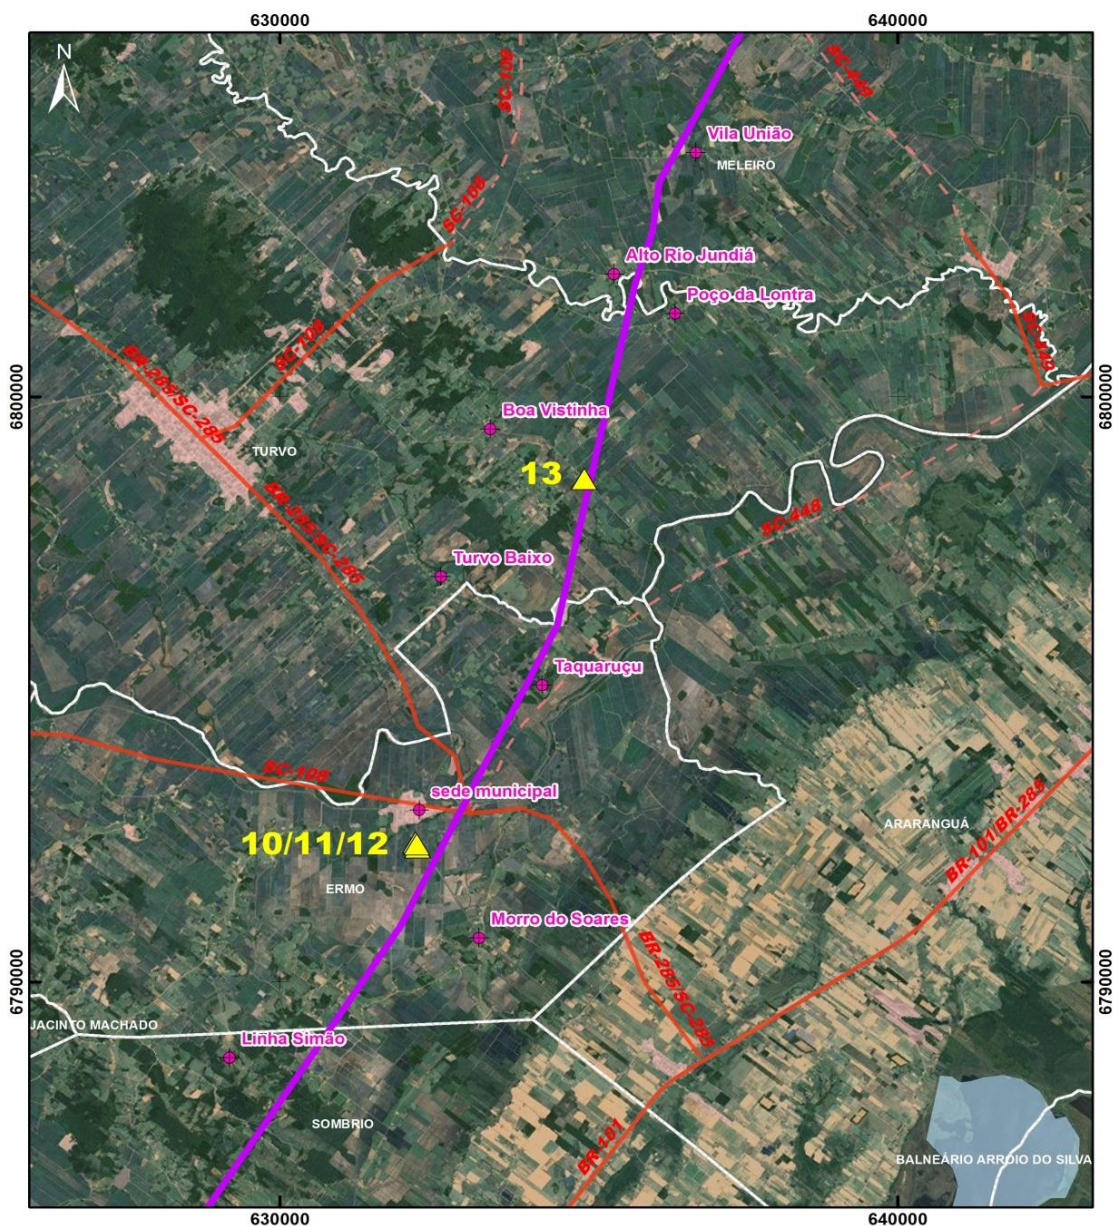 630000
640000
N
SC-108
SC-449
Vila União
MELEIRO
SC-108
Alto Rio Jundiá
Poço da Lontra
SC-108
SC-449
BR-285/SC-285
6800000
6800000
Boa Vistinha
TURVO
13
BR-285/SC-285
SC-448
Turvo Baixo
Taquaruçu
SC-108
sede municipal
BR-101/BR-285
ARARANGUÁ
10/11/12
ERMO
Morro do Soares
BR-285/SC-285
6790000
6790000
JACINTO MACHADO
Linha Simão
SOMBRIO
BR-101
BALNEÁRIO ARROIO DO SILVA
630000
640000